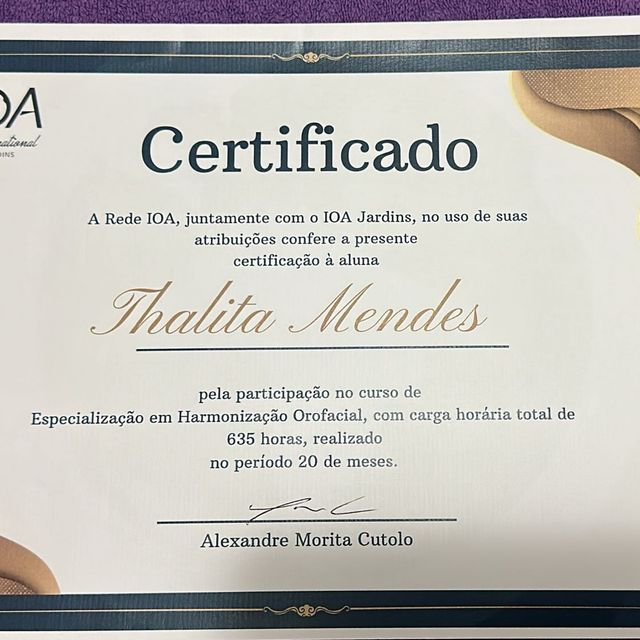 OA
national
DINS
Certificado
A Rede IOA, juntamente com o IOA Jardins, no uso de suas
atribuições confere a presente
certificação à aluna
Thalita Mendes
pela participação no curso de
Especialização em Harmonização Orofacial, com carga horária total de
635 horas, realizado
no período 20 de meses.
Alexandre Morita Cutolo